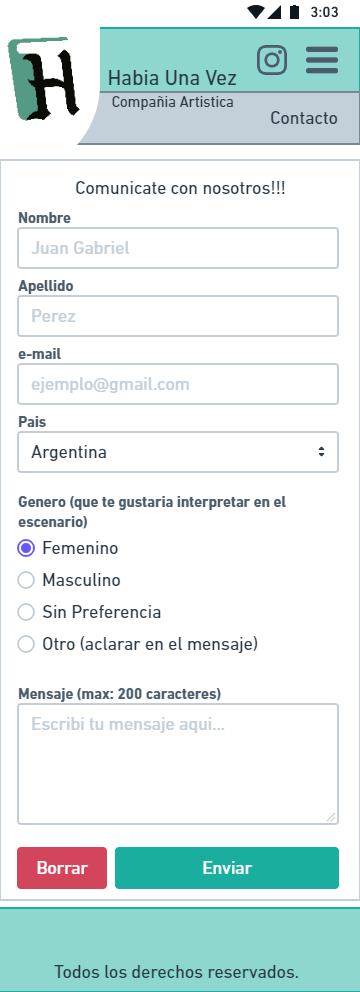 3:03
H
Habia Una Vez
Compañia Artistica
Contacto
Comunicate con nosotros!!!
Nombre
Juan Gabriel
Apellido
Perez
e-mail
ejemplo@gmail.com
Pais
Argentina
Genero (que te gustaria interpretar en el
escenario)
Femenino
Masculino
Sin Preferencia
Otro (aclarar en el mensaje)
Mensaje (max: 200 caracteres)
Escribi tu mensaje aqui...
Borrar
Enviar
Todos los derechos reservados.